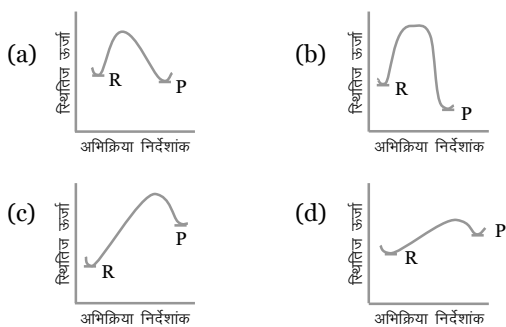 (a)
स्थितिज ऊर्जा
R
P
अभिक्रिया निर्देशांक
(b)
स्थितिज ऊर्जा
R
P
अभिक्रिया निर्देशांक
(c)
स्थितिज ऊर्जा
R
P
अभिक्रिया निर्देशांक
(d)
स्थितिज ऊर्जा
R
P
अभिक्रिया निर्देशांक